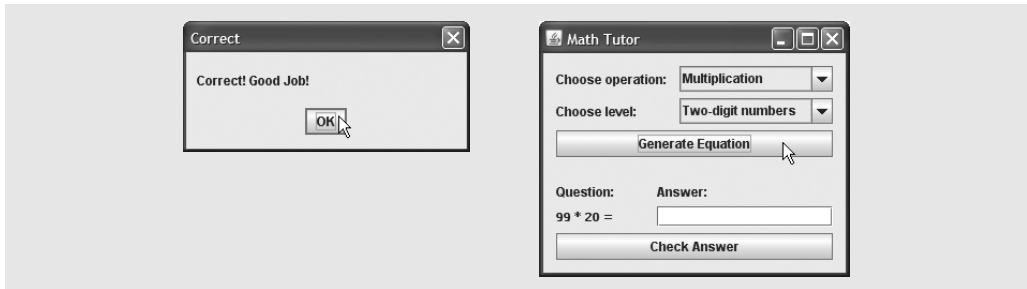 Correct
Correct! Good Job!
OK
Math Tutor
Choose operation: Multiplication
Choose level: Two-digit numbers
Generate Equation
Question: Answer:
99 * 20 =
Check Answer